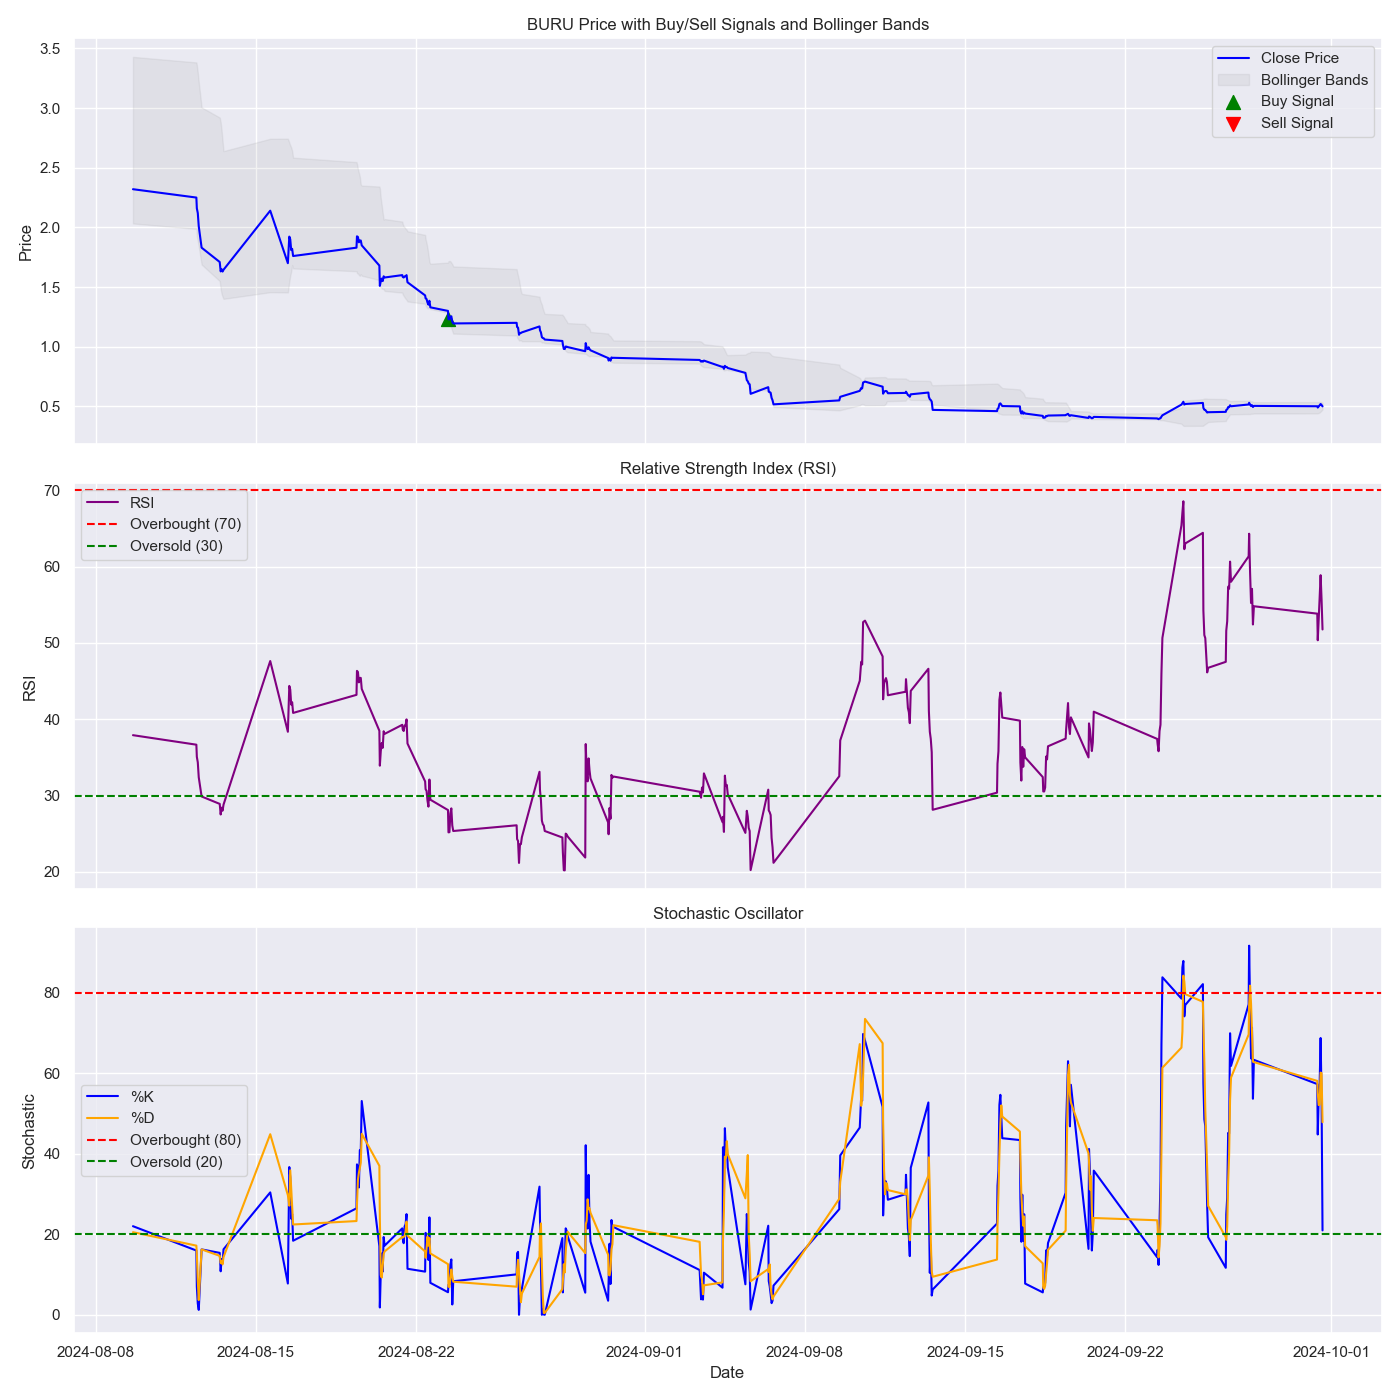 BURU Price with Buy/Sell Signals and Bollinger Bands
3.5
3.0
2.5
2.0
1.5
1.0
0.5
Price
Close Price
Bollinger Bands
Buy Signal
Sell Signal
Relative Strength Index (RSI)
70
60
50
40
30
20
RSI
RSI
Overbought (70)
Oversold (30)
Stochastic Oscillator
80
60
40
20
0
Stochastic
%K
%D
Overbought (80)
Oversold (20)
2024-08-08
2024-08-15
2024-08-22
2024-09-01
2024-09-08
2024-09-15
2024-09-22
2024-10-01
Date